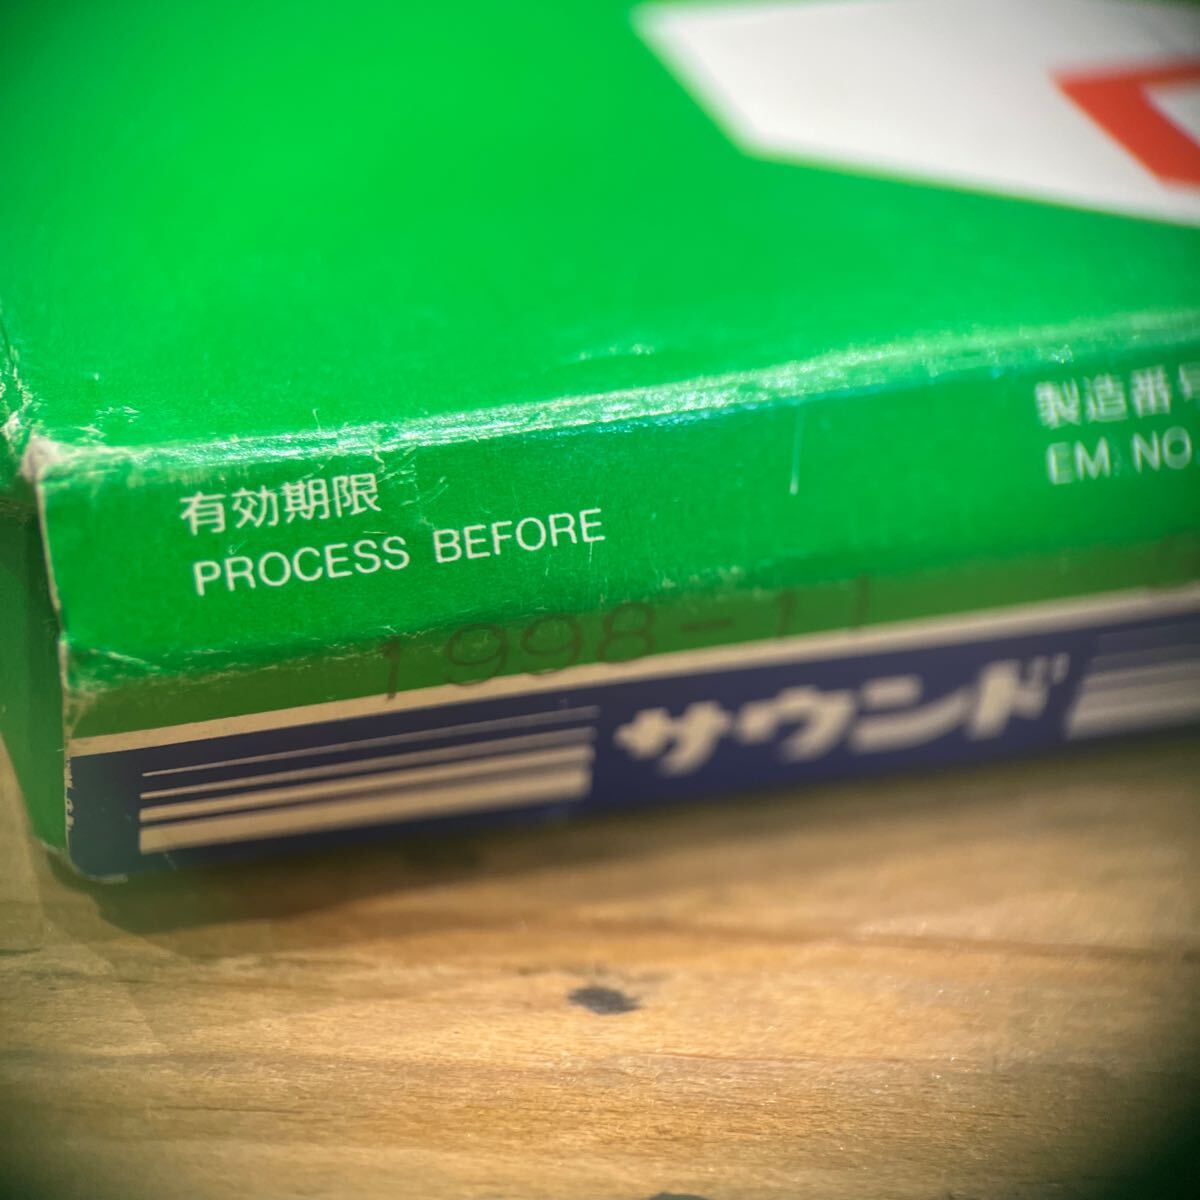 有効期限
PROCESS BEFORE
1998-11
製造番号
EM. NO.
サウンド